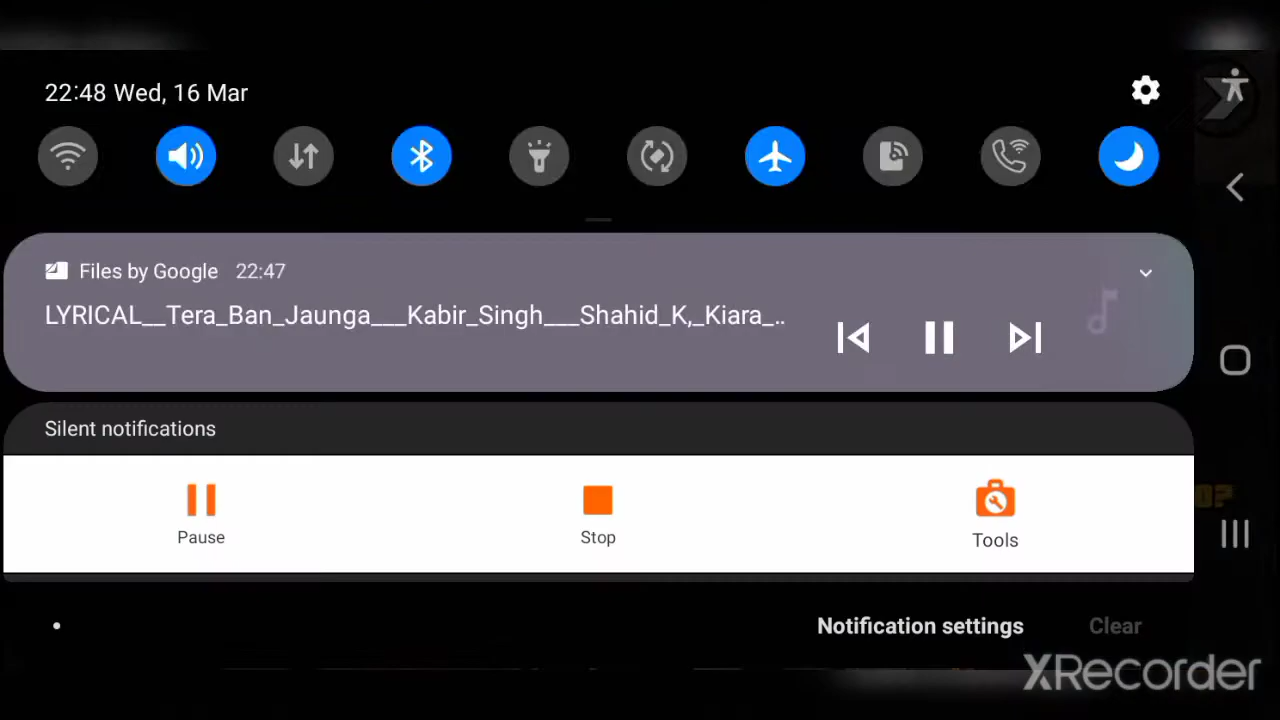 22:48 Wed, 16 Mar
Files by Google 22:47
LYRICAL__Tera_Ban_Jaunga___Kabir_Singh___Shahid_K,_Kiara_..
Silent notifications
Pause Stop Tools
Notification settings Clear
XRecorder